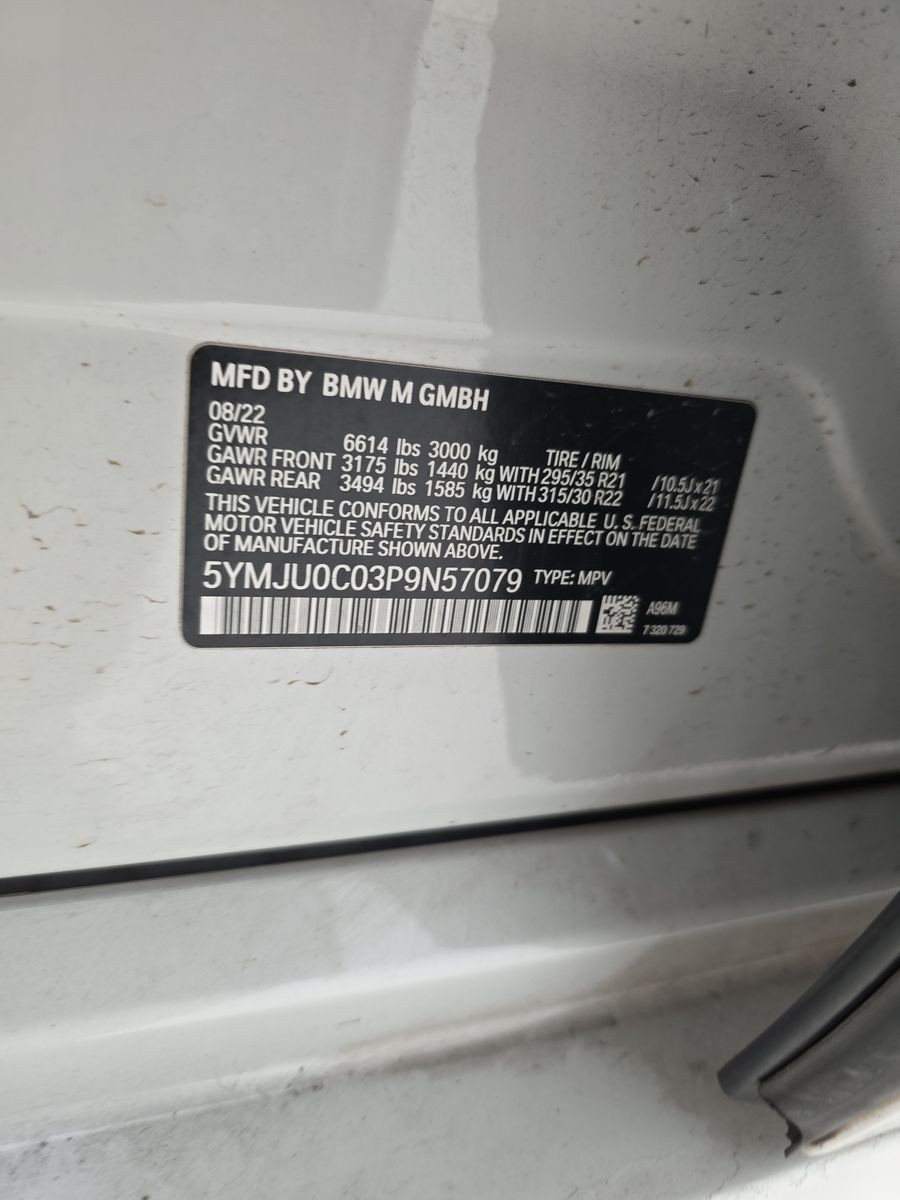 MFD BY BMW M GMBH
08/22
GVWR 6614 lbs 3000 kg TIRE / RIM
GAWR FRONT 3175 lbs 1440 kg WITH 295/35 R21 /10.5J x 21
GAWR REAR 3494 lbs 1585 kg WITH 315/30 R22 /11.5J x 22
THIS VEHICLE CONFORMS TO ALL APPLICABLE U.S. FEDERAL
MOTOR VEHICLE SAFETY STANDARDS IN EFFECT ON THE DATE
OF MANUFACTURE SHOWN ABOVE.
5YMJU0C03P9N57079 TYPE: MPV
A96M
7 320 729